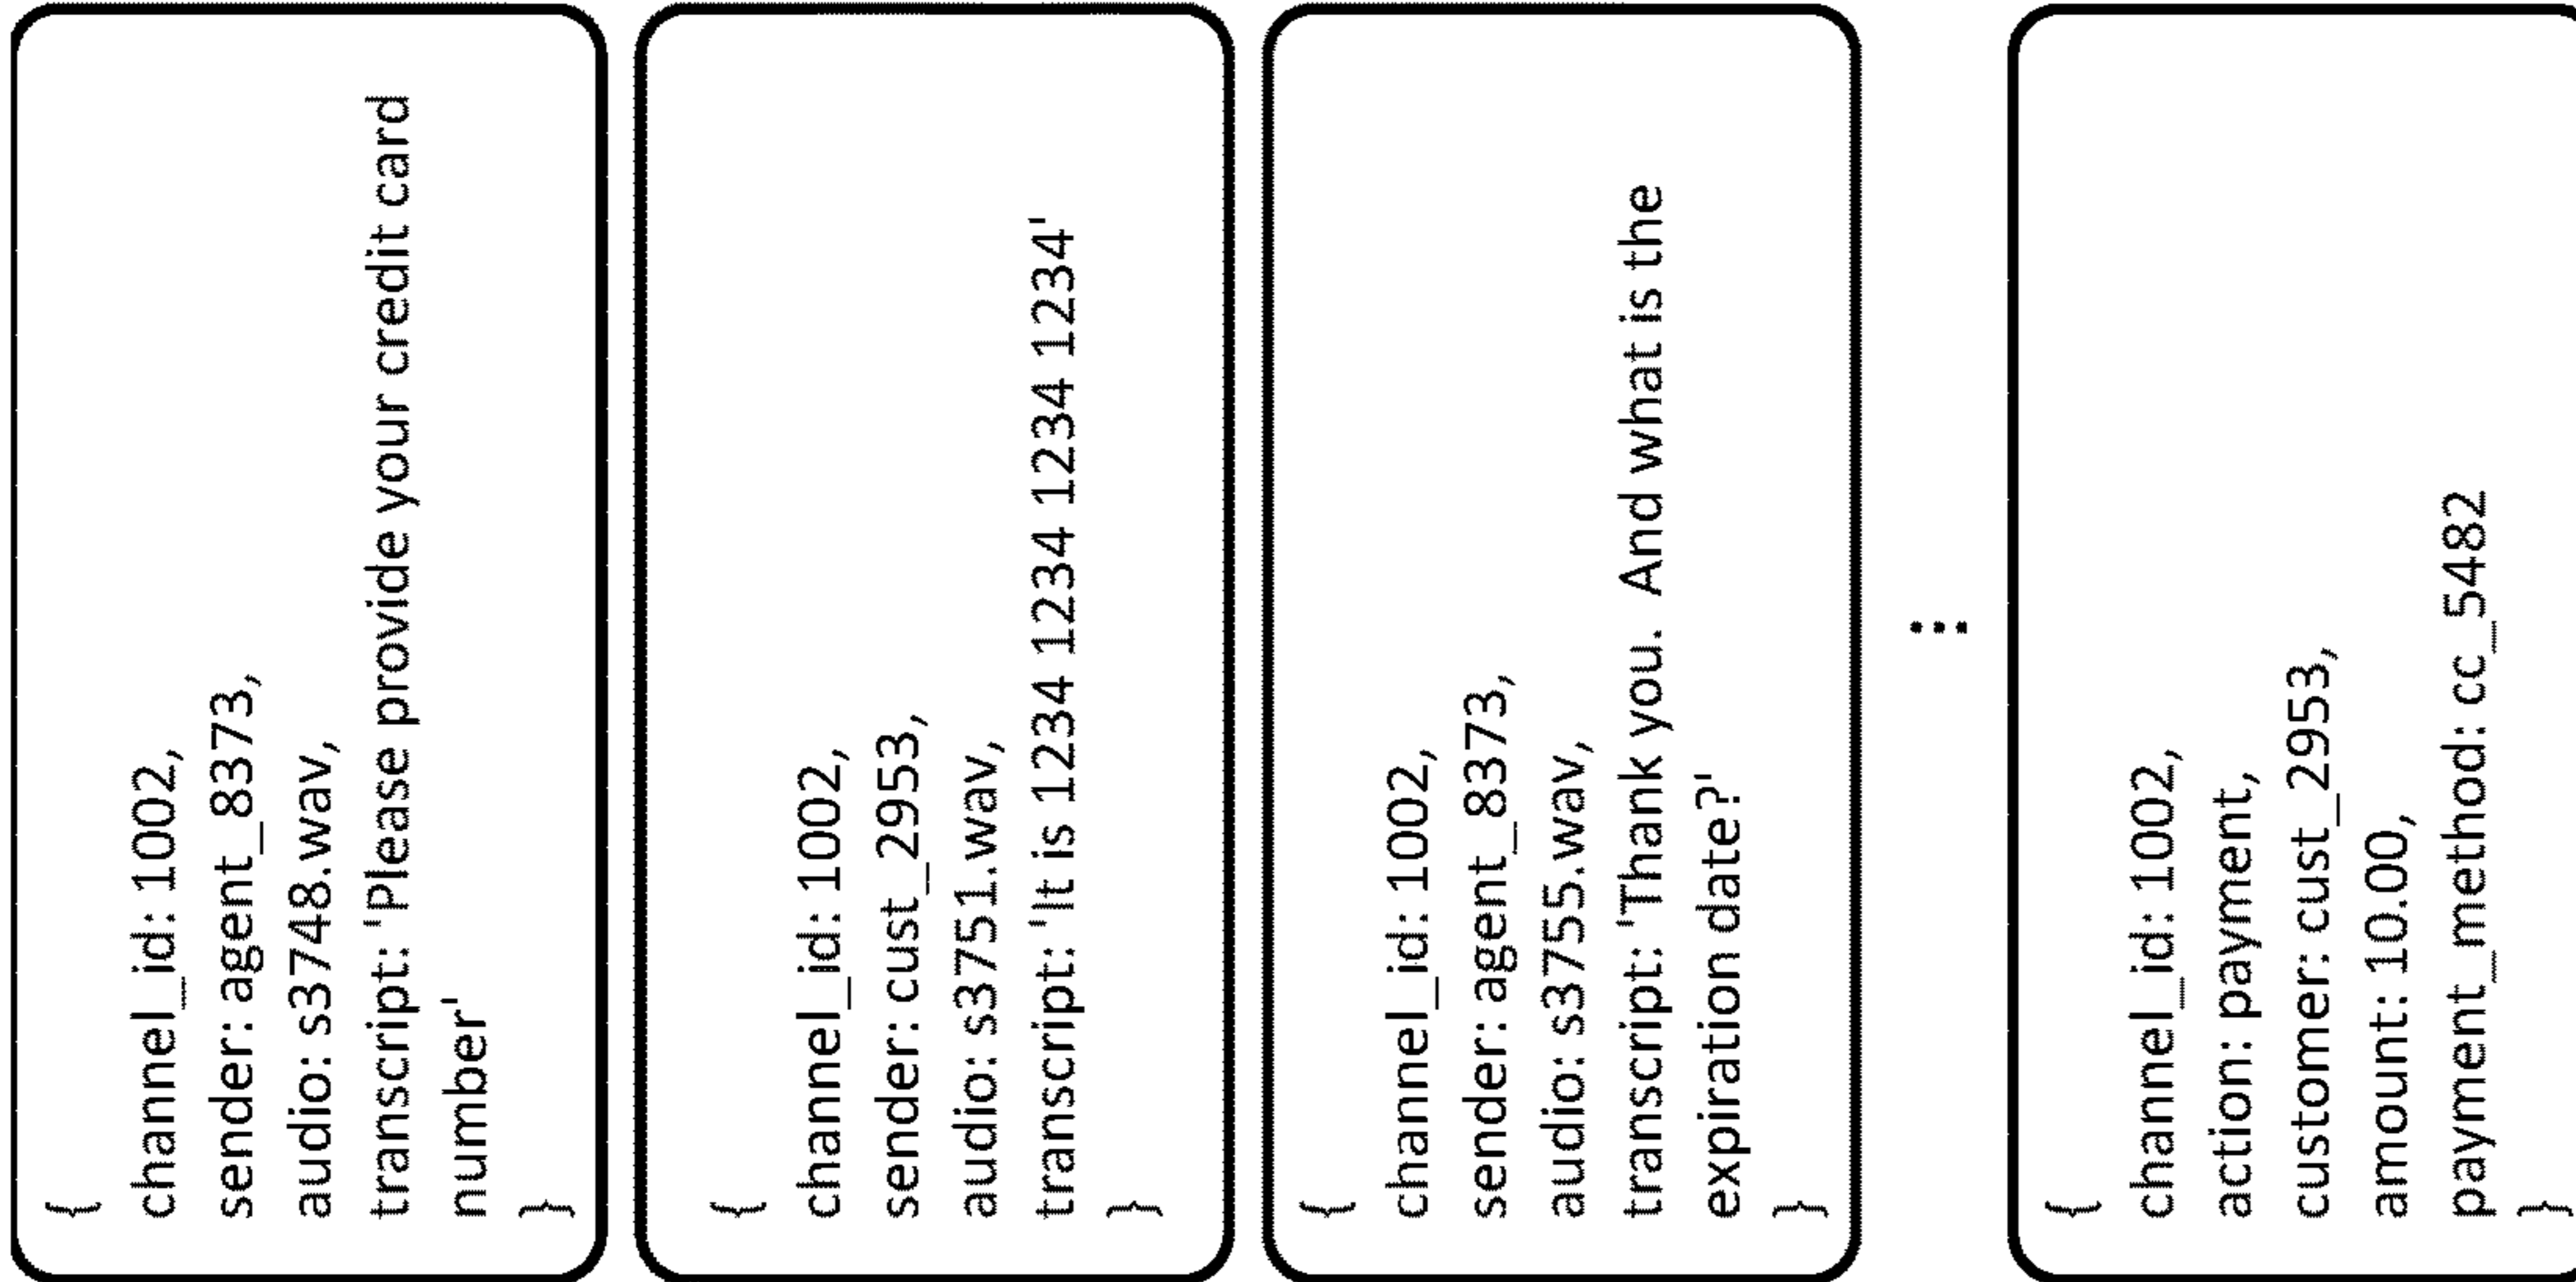 {
channel_id: 1002,
sender: agent_8373,
audio: s3748.wav,
transcript: 'Please provide your credit card
number'
}
{
channel_id: 1002,
sender: cust_2953,
audio: s3751.wav,
transcript: 'It is 1234 1234 1234 1234 1234'
}
{
channel_id: 1002,
sender: agent_8373,
audio: s3755.wav,
transcript: 'Thank you.  And what is the
expiration date?'
}
⋮
{
channel_id: 1002,
action: payment,
customer: cust_2953,
amount: 10.00,
payment_method: cc_5482
}